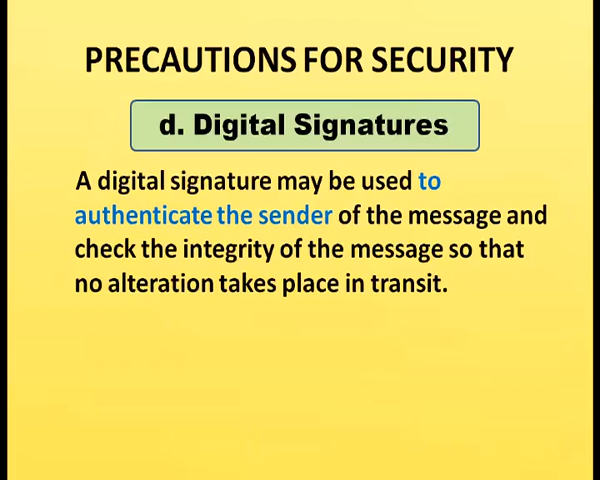 PRECAUTIONS FOR SECURITY
d. Digital Signatures
A digital signature may be used to
authenticate the sender of the message and
check the integrity of the message so that
no alteration takes place in transit.